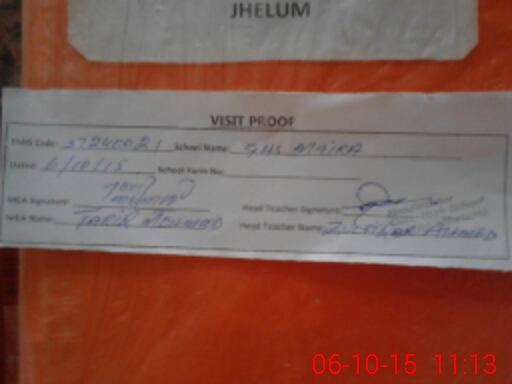 JHELUM
VISIT PROOF
EMIS Code: 37240021 School Name: GHS MAIRA
Dated: 6/10/15 School Form No:
MEA Signature: Head Teacher Signature:
MEA Name: TARIR MEHMOOD Head Teacher Name: ZULFIQAR AHMED
06-10-15 11:13